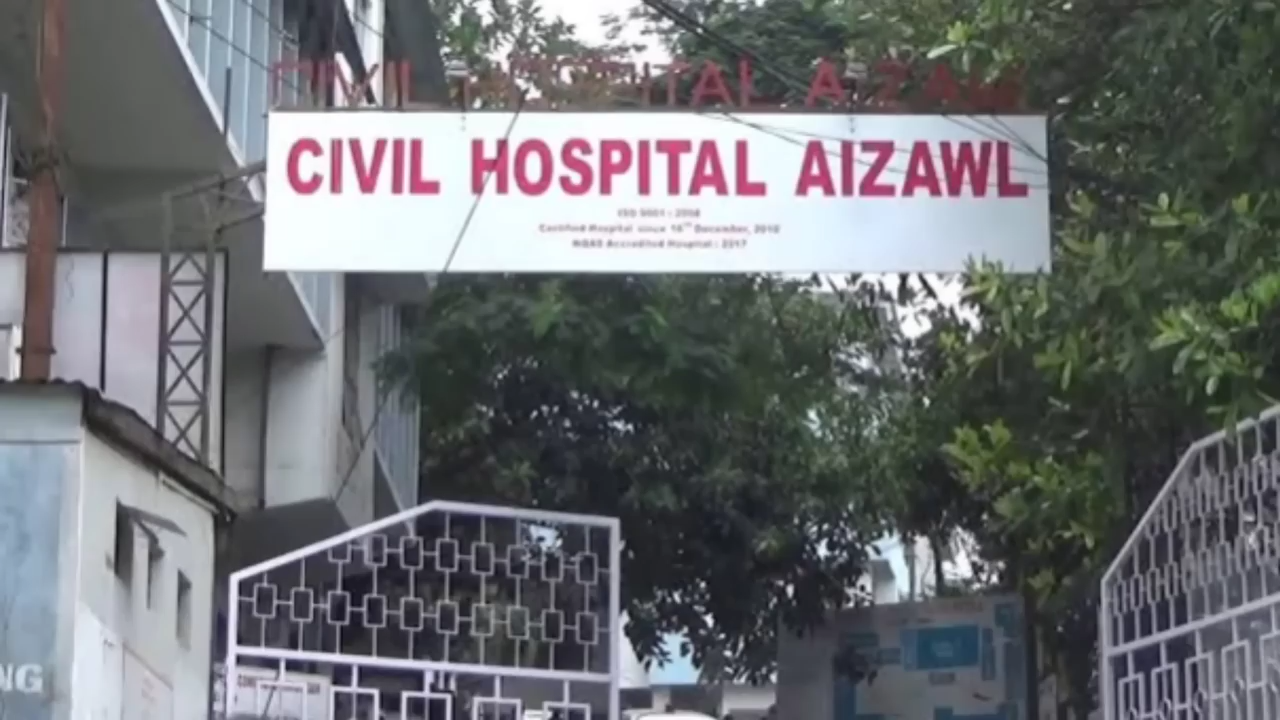 CIVIL HOSPITAL AIZAWL
CIVIL HOSPITAL AIZAWL
ISO 9001 : 2008
Certified Hospital since 16th December, 2010
NQAS Accredited Hospital : 2017
NG